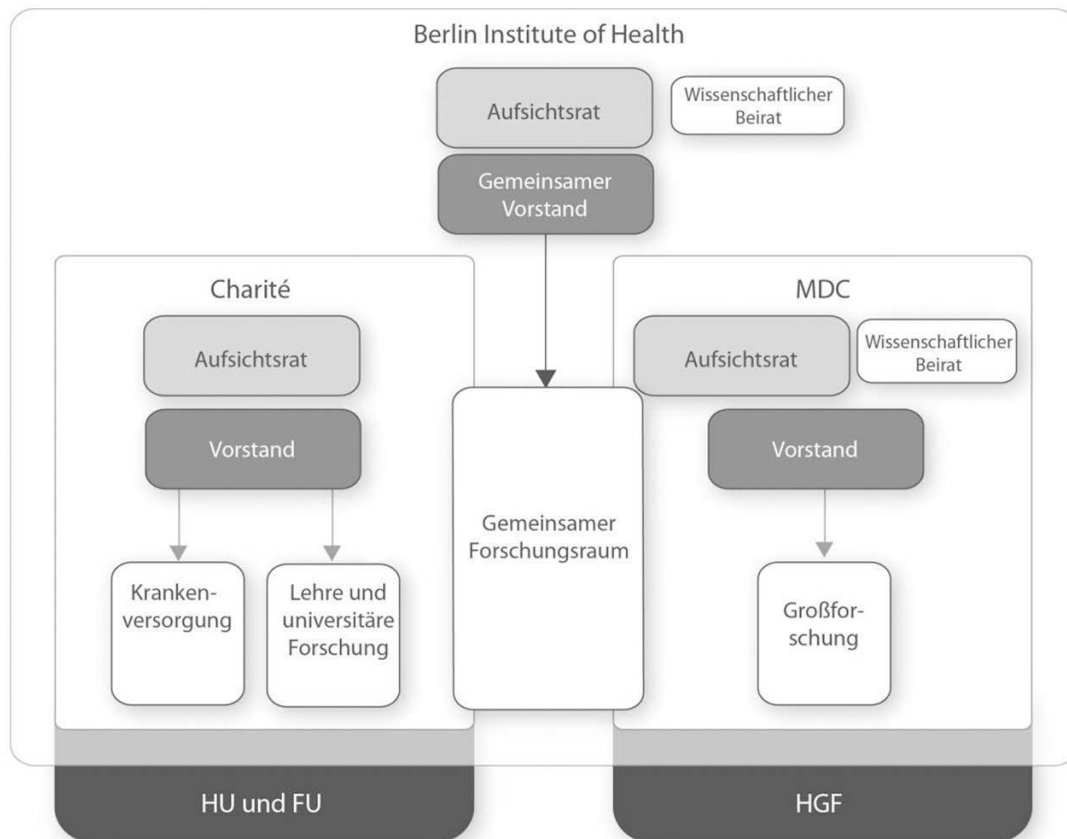 Berlin Institute of Health
Aufsichtsrat
Wissenschaftlicher
Beirat
Gemeinsamer
Vorstand
Charité
Aufsichtsrat
Vorstand
Kranken-
versorgung
Lehre und
universitäre
Forschung
Gemeinsamer
Forschungsraum
MDC
Aufsichtsrat
Wissenschaftlicher
Beirat
Vorstand
Großfor-
schung
HU und FU
HGF